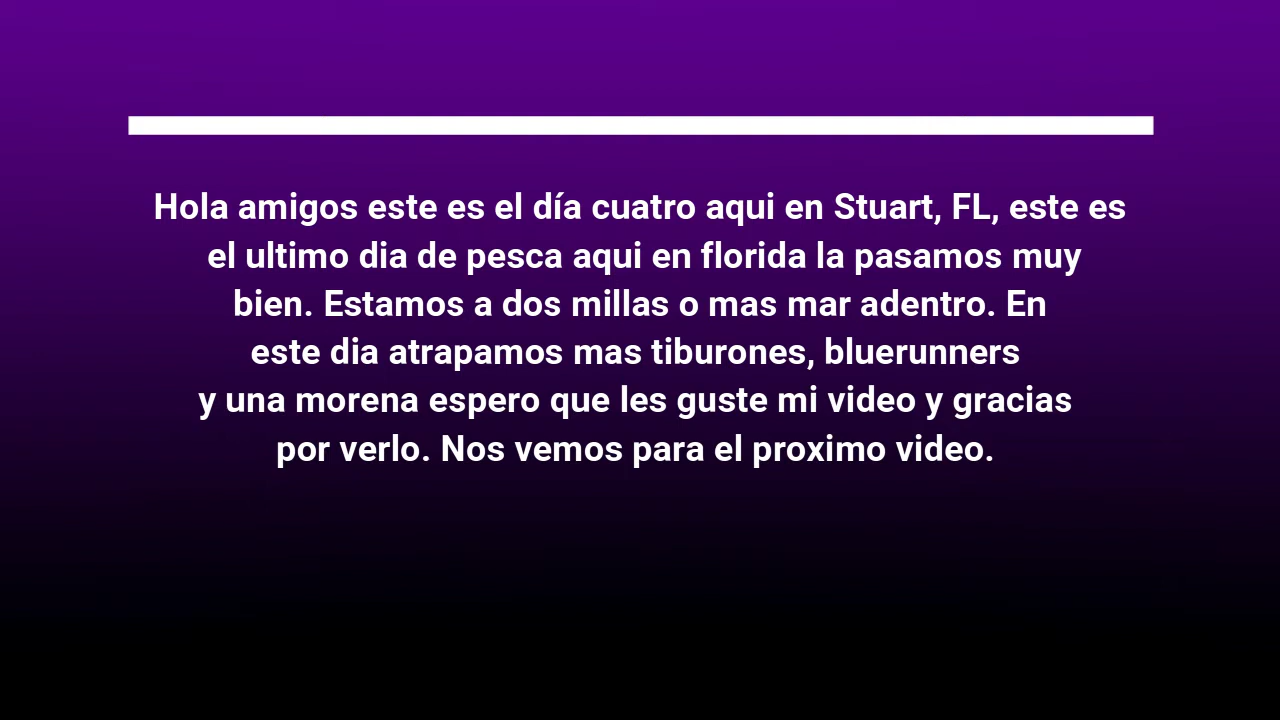 Hola amigos este es el día cuatro aqui en Stuart, FL, este es
el ultimo dia de pesca aqui en florida la pasamos muy
bien. Estamos a dos millas o mas mar adentro. En
este dia atrapamos mas tiburones, bluerunners
y una morena espero que les guste mi video y gracias
por verlo. Nos vemos para el proximo video.